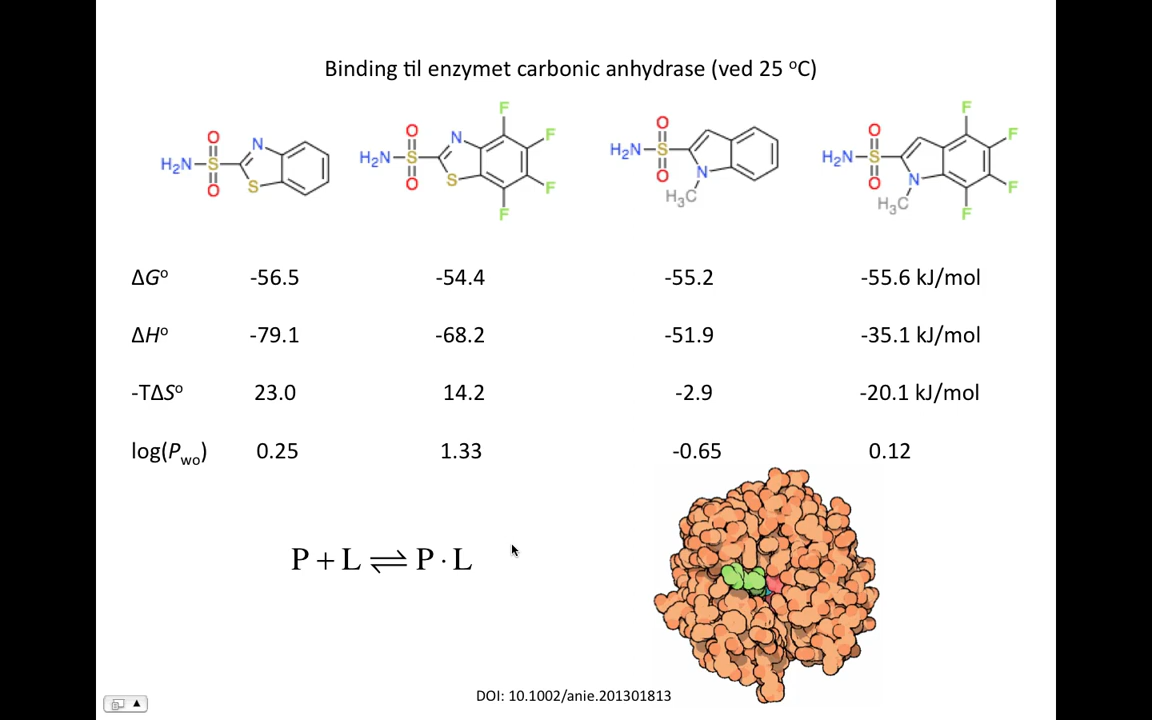 Binding til enzymet carbonic anhydrase (ved 25 °C)
H₂N S O O N S
H₂N S O O N S F F F F
H₂N S O O N H₃C
H₂N S O O N H₃C F F F F
ΔG° -56.5 -54.4 -55.2 -55.6 kJ/mol
ΔH° -79.1 -68.2 -51.9 -35.1 kJ/mol
-TΔS° 23.0 14.2 -2.9 -20.1 kJ/mol
log(Pwo) 0.25 1.33 -0.65 0.12
P + L ⇌ P · L
DOI: 10.1002/anie.201301813